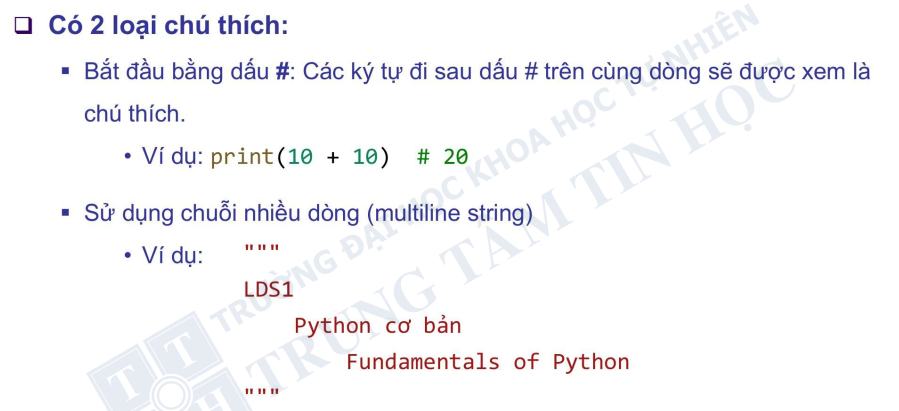 ❑ Có 2 loại chú thích:
▪ Bắt đầu bằng dấu #: Các ký tự đi sau dấu # trên cùng dòng sẽ được xem là
chú thích.
• Ví dụ: print(10 + 10)  # 20
▪ Sử dụng chuỗi nhiều dòng (multiline string)
• Ví dụ: """
LDS1
    Python cơ bản
        Fundamentals of Python
"""
TRƯỜNG ĐẠI HỌC KHOA HỌC TỰ NHIÊN
TRUNG TÂM TIN HỌC
T T H